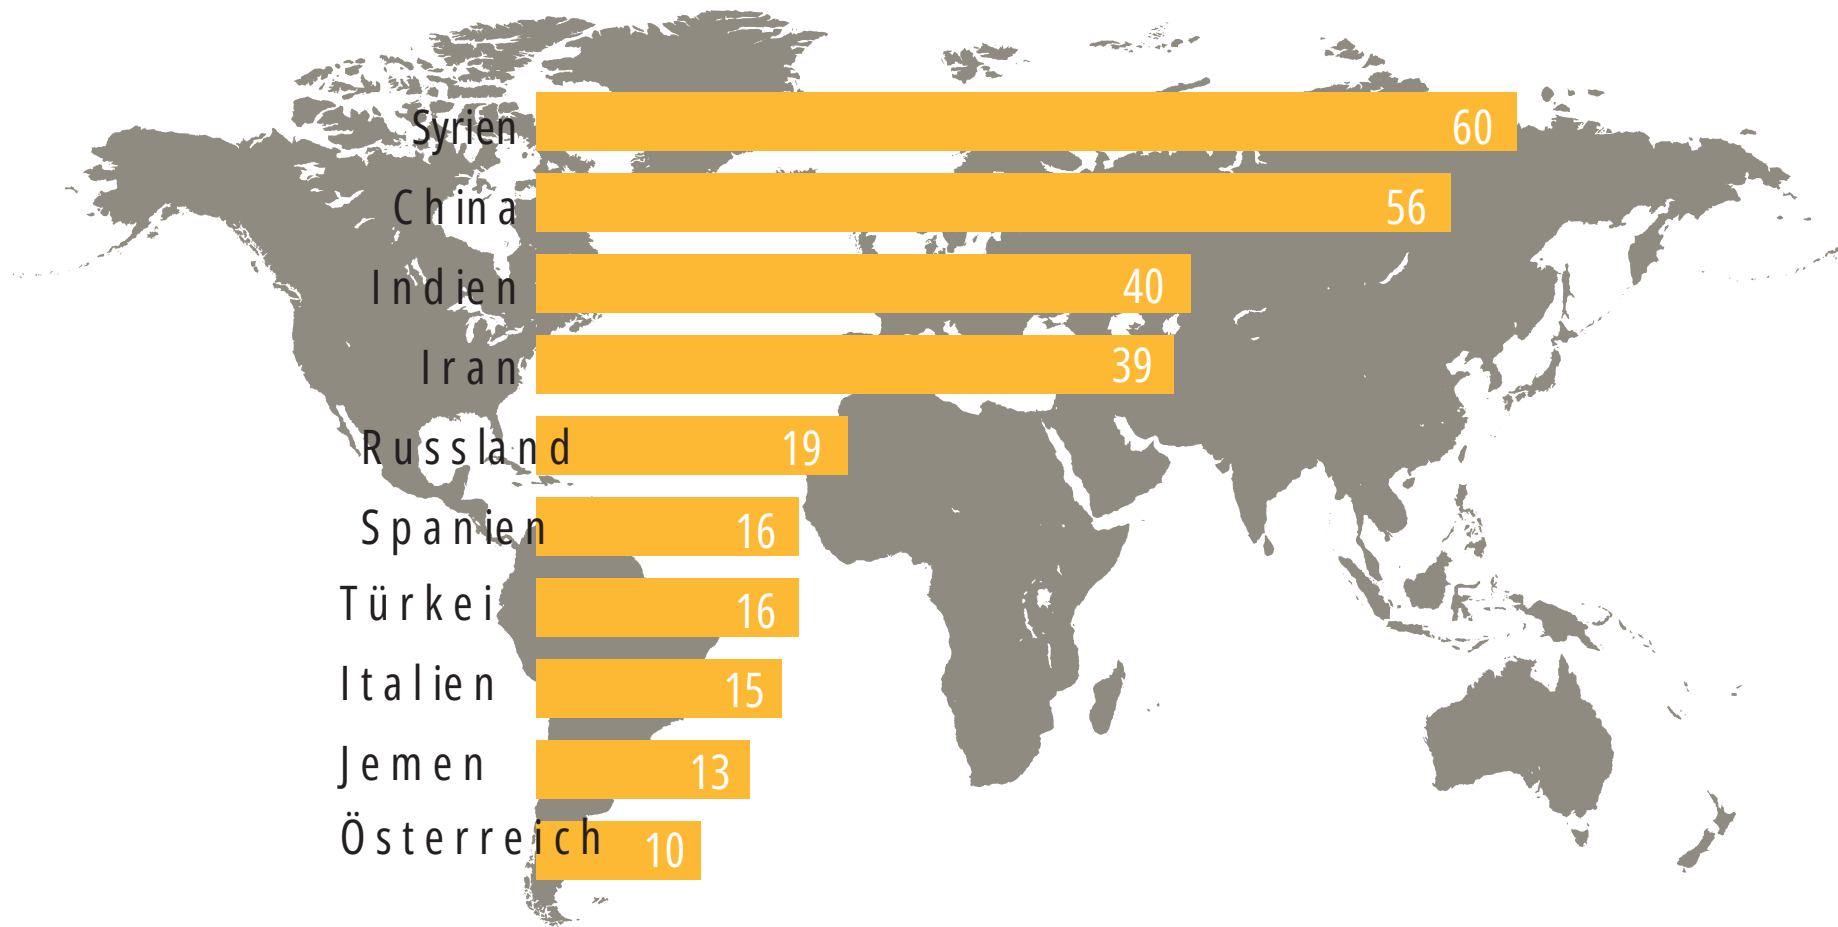 Syrien 60
China 56
Indien 40
Iran 39
Russland 19
Spanien 16
Türkei 16
Italien 15
Jemen 13
Österreich 10